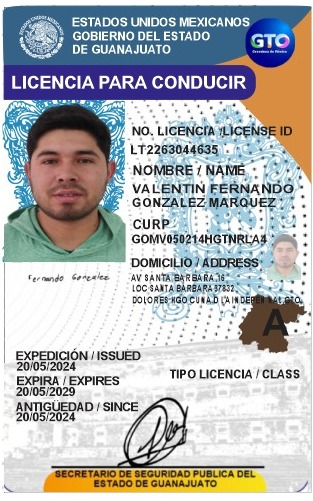 ESTADOS UNIDOS MEXICANOS
GOBIERNO DEL ESTADO
DE GUANAJUATO
GTO
Grandeza de México
LICENCIA PARA CONDUCIR
NO. LICENCIA /LICENSE ID
LT2263044635
NOMBRE / NAME
VALENTIN FERNANDO
GONZALEZ MARQUEZ
CURP
GOMV050214HGTNRLA4
DOMICILIO / ADDRESS
AV SANTA BARBARA 16
LOC SANTA BARBARA 37832
DOLORES HGO CUNA D LA INDEPENPENAL,GTO
Fernando Gonzalez
A
EXPEDICIÓN / ISSUED
20/05/2024
EXPIRA / EXPIRES
20/05/2029
TIPO LICENCIA / CLASS
ANTIGÜEDAD / SINCE
20/05/2024
SECRETARIO DE SEGURIDAD PUBLICA DEL
ESTADO DE GUANAJUATO